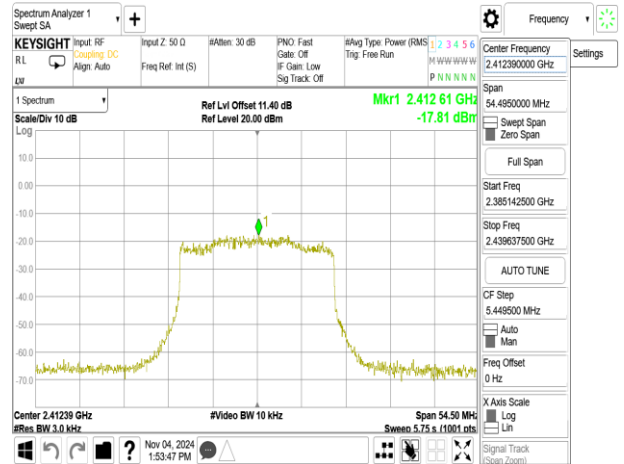 Spectrum Analyzer 1
Swept SA
Frequency
KEYSIGHT
RL
Input: RF
Coupling: DC
Align: Auto
Input Z: 50 Ω
Freq Ref: Int (S)
#Atten: 30 dB
PNO: Fast
Gate: Off
IF Gain: Low
Sig Track: Off
#Avg Type: Power (RMS
Trig: Free Run
1 2 3 4 5 6
M W W W W W
P N N N N N
1 Spectrum
Scale/Div 10 dB
Ref Lvl Offset 11.40 dB
Ref Level 20.00 dBm
Mkr1 2.412 61 GHz
-17.81 dBm
Log
10.0
0.00
-10.0
-20.0
-30.0
-40.0
-50.0
-60.0
-70.0
1
Center 2.41239 GHz
#Res BW 3.0 kHz
#Video BW 10 kHz
Span 54.50 MHz
Sweep 5.75 s (1001 pts
Nov 04, 2024
1:53:47 PM
Settings
Center Frequency
2.412390000 GHz
Span
54.4950000 MHz
Swept Span
Zero Span
Full Span
Start Freq
2.385142500 GHz
Stop Freq
2.439637500 GHz
AUTO TUNE
CF Step
5.449500 MHz
Auto
Man
Freq Offset
0 Hz
X Axis Scale
Log
Lin
Signal Track
(Span Zoom)